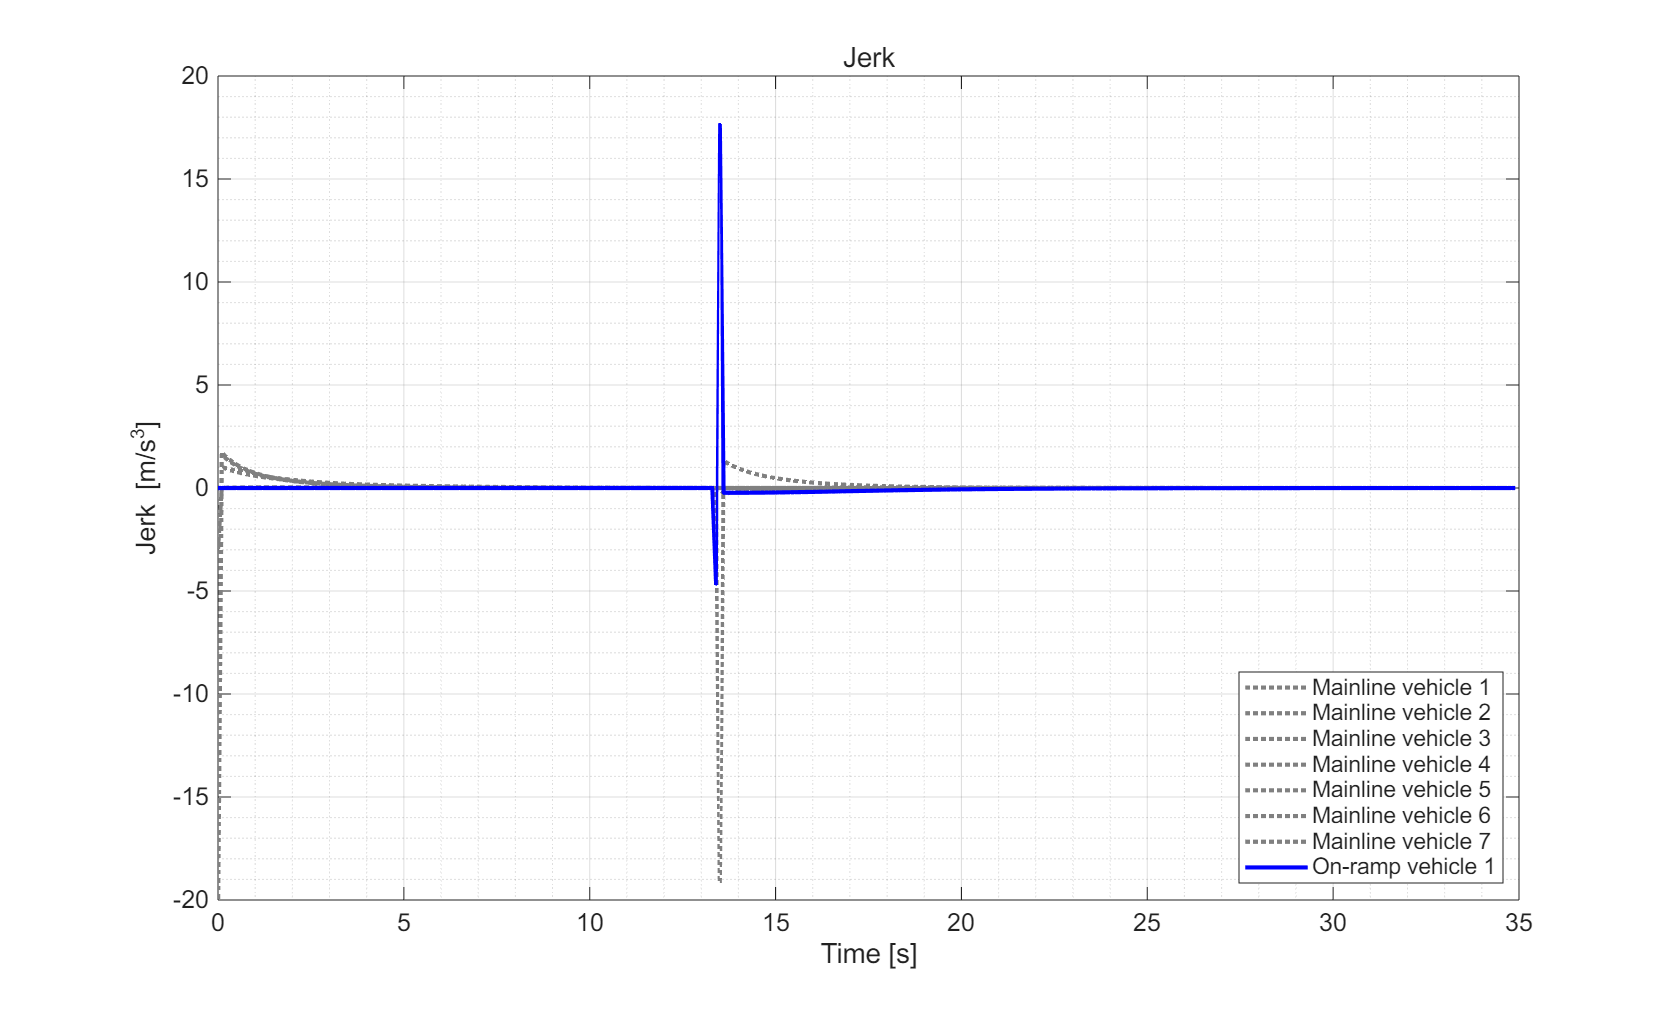 Jerk
20
15
10
5
0
-5
-10
-15
-20
Jerk [m/s³]
0 5 10 15 20 25 30 35
Time [s]
Mainline vehicle 1
Mainline vehicle 2
Mainline vehicle 3
Mainline vehicle 4
Mainline vehicle 5
Mainline vehicle 6
Mainline vehicle 7
On-ramp vehicle 1